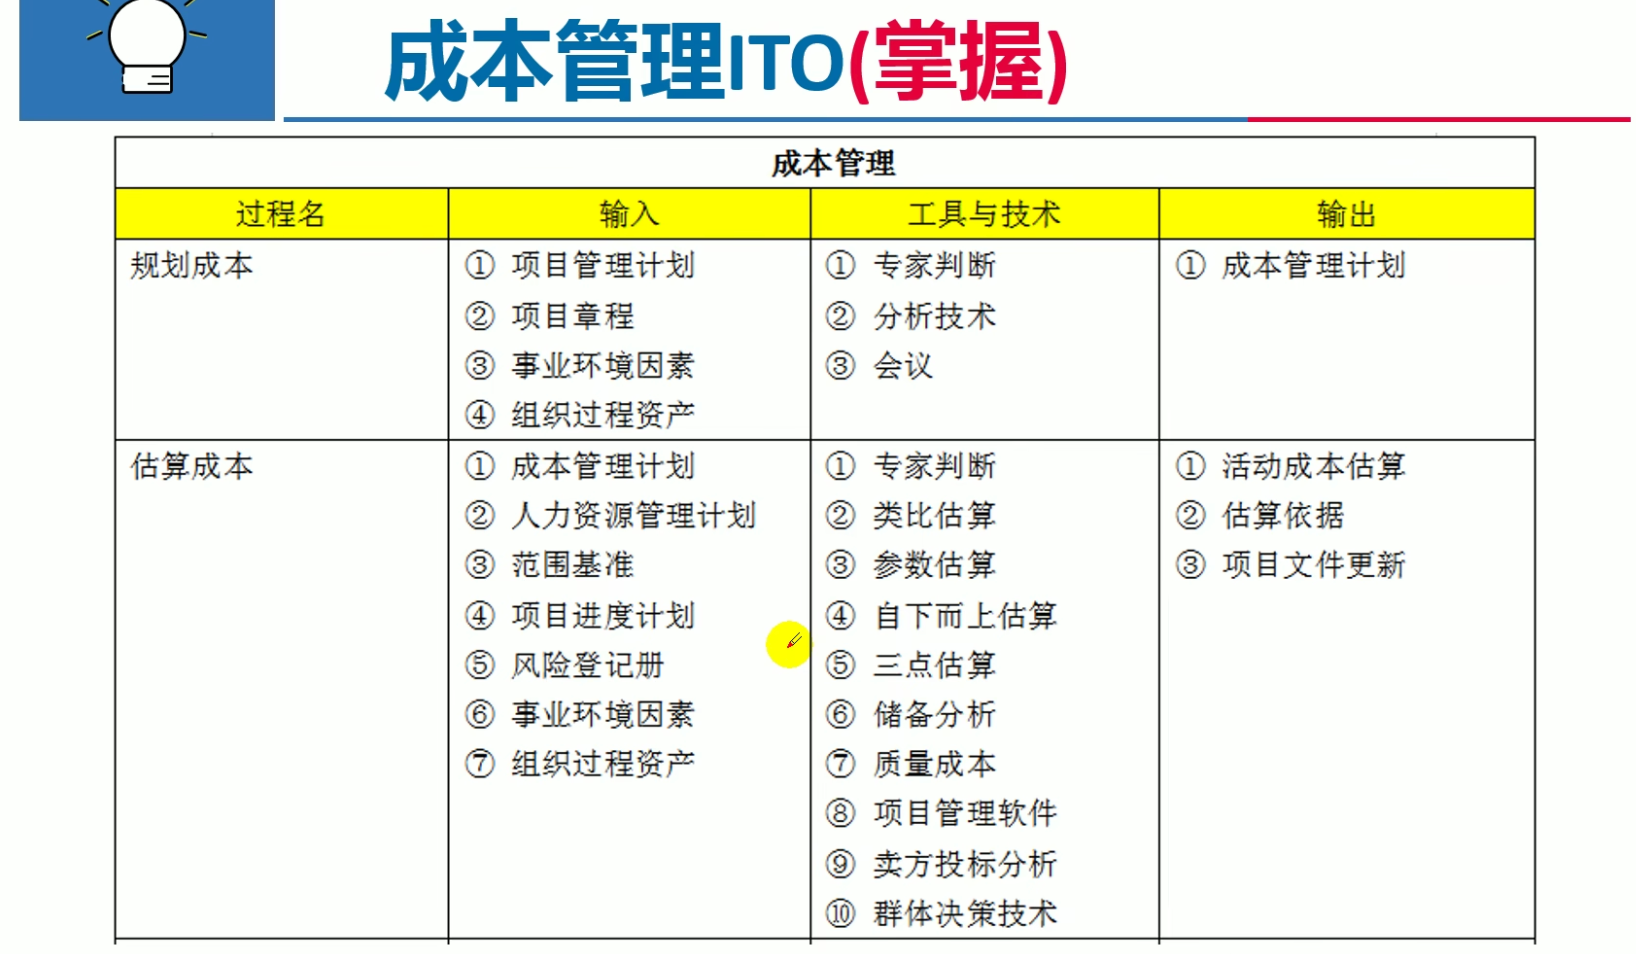 成本管理ITO(掌握)
成本管理
过程名 输入 工具与技术 输出
规划成本
① 项目管理计划
② 项目章程
③ 事业环境因素
④ 组织过程资产
① 专家判断
② 分析技术
③ 会议
① 成本管理计划
估算成本
① 成本管理计划
② 人力资源管理计划
③ 范围基准
④ 项目进度计划
⑤ 风险登记册
⑥ 事业环境因素
⑦ 组织过程资产
① 专家判断
② 类比估算
③ 参数估算
④ 自下而上估算
⑤ 三点估算
⑥ 储备分析
⑦ 质量成本
⑧ 项目管理软件
⑨ 卖方投标分析
⑩ 群体决策技术
① 活动成本估算
② 估算依据
③ 项目文件更新